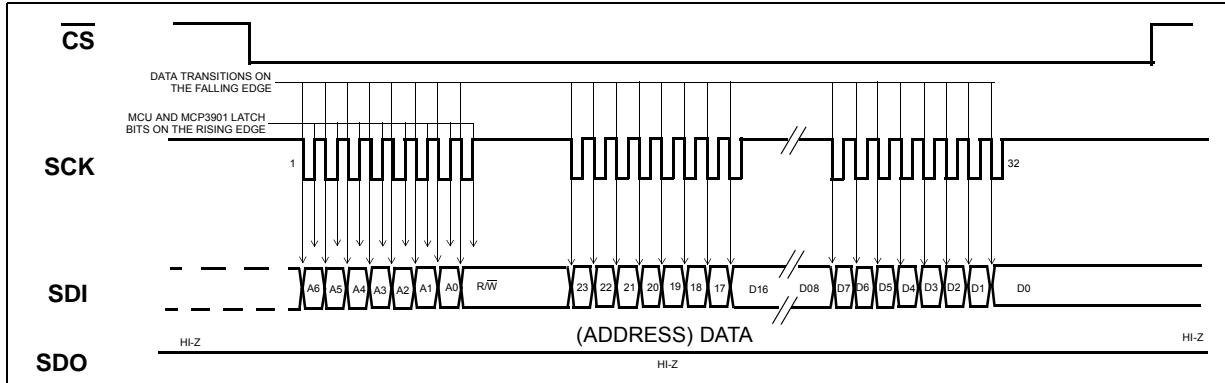 CS
DATA TRANSITIONS ON
THE FALLING EDGE
MCU AND MCP3901 LATCH
BITS ON THE RISING EDGE
SCK
1
32
SDI
A6 A5 A4 A3 A2 A1 A0 R/W 23 22 21 20 19 18 17 D16 D08 D7 D6 D5 D4 D3 D2 D1 D0
(ADDRESS) DATA
HI-Z
HI-Z
SDO
HI-Z